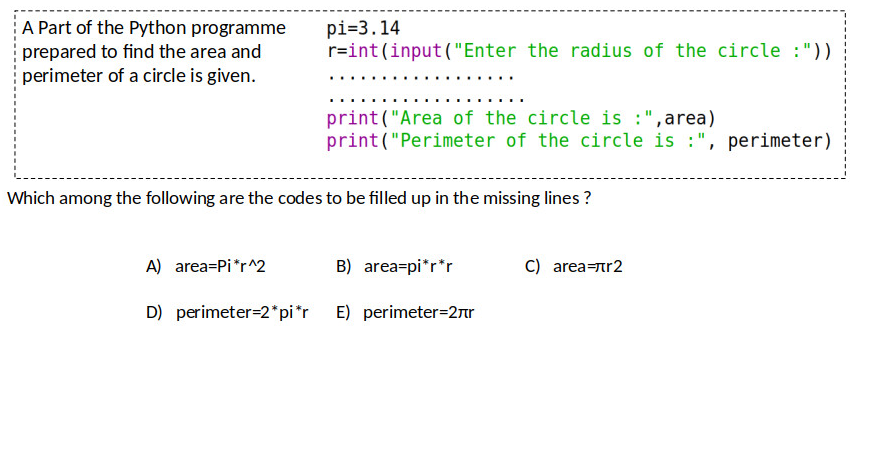 A Part of the Python programme
prepared to find the area and
perimeter of a circle is given.
pi=3.14
r=int(input("Enter the radius of the circle :"))
..................
...................
print("Area of the circle is :",area)
print("Perimeter of the circle is :", perimeter)
Which among the following are the codes to be filled up in the missing lines ?
A) area=Pi*r^2 B) area=pi*r*r C) area=πr2
D) perimeter=2*pi*r E) perimeter=2πr